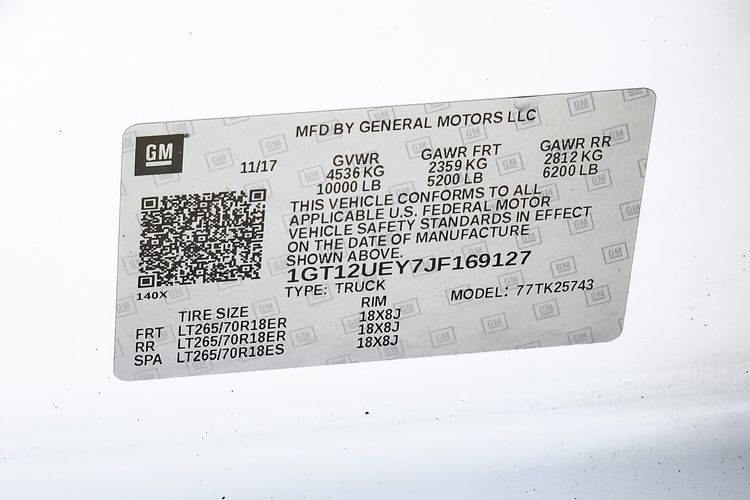 MFD BY GENERAL MOTORS LLC
GM
11/17 GVWR GAWR FRT GAWR RR
4536 KG 2359 KG 2812 KG
10000 LB 5200 LB 6200 LB
THIS VEHICLE CONFORMS TO ALL
APPLICABLE U.S. FEDERAL MOTOR
VEHICLE SAFETY STANDARDS IN EFFECT
ON THE DATE OF MANUFACTURE
SHOWN ABOVE.
1GT12UEY7JF169127
140X
TYPE: TRUCK MODEL: 77TK25743
TIRE SIZE RIM
FRT LT265/70R18ER 18X8J
RR LT265/70R18ER 18X8J
SPA LT265/70R18ES 18X8J